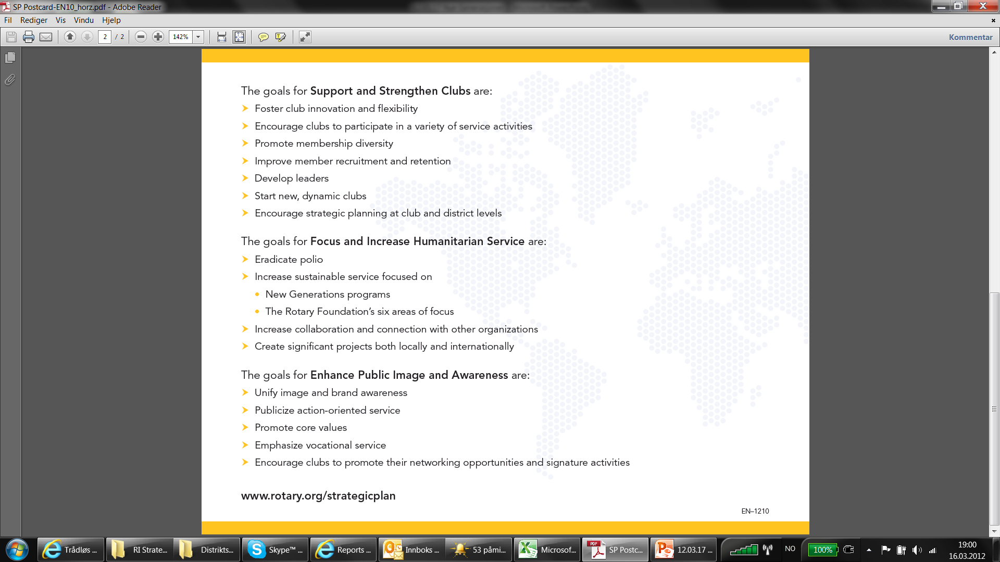 SP Postcard-EN10_horz.pdf - Adobe Reader
Fil Rediger Vis Vindu Hjelp
2 / 2 142% Kommentar
The goals for Support and Strengthen Clubs are:
➤ Foster club innovation and flexibility
➤ Encourage clubs to participate in a variety of service activities
➤ Promote membership diversity
➤ Improve member recruitment and retention
➤ Develop leaders
➤ Start new, dynamic clubs
➤ Encourage strategic planning at club and district levels
The goals for Focus and Increase Humanitarian Service are:
➤ Eradicate polio
➤ Increase sustainable service focused on
• New Generations programs
• The Rotary Foundation’s six areas of focus
➤ Increase collaboration and connection with other organizations
➤ Create significant projects both locally and internationally
The goals for Enhance Public Image and Awareness are:
➤ Unify image and brand awareness
➤ Publicize action-oriented service
➤ Promote core values
➤ Emphasize vocational service
➤ Encourage clubs to promote their networking opportunities and signature activities
www.rotary.org/strategicplan
EN–1210
Trådløs ... RI Strate... Distrikts... Skype™ ... Reports ... Innboks ... 53 påmi... Microsof... SP Postc... 12.03.17 ... NO 100% 19:00
16.03.2012